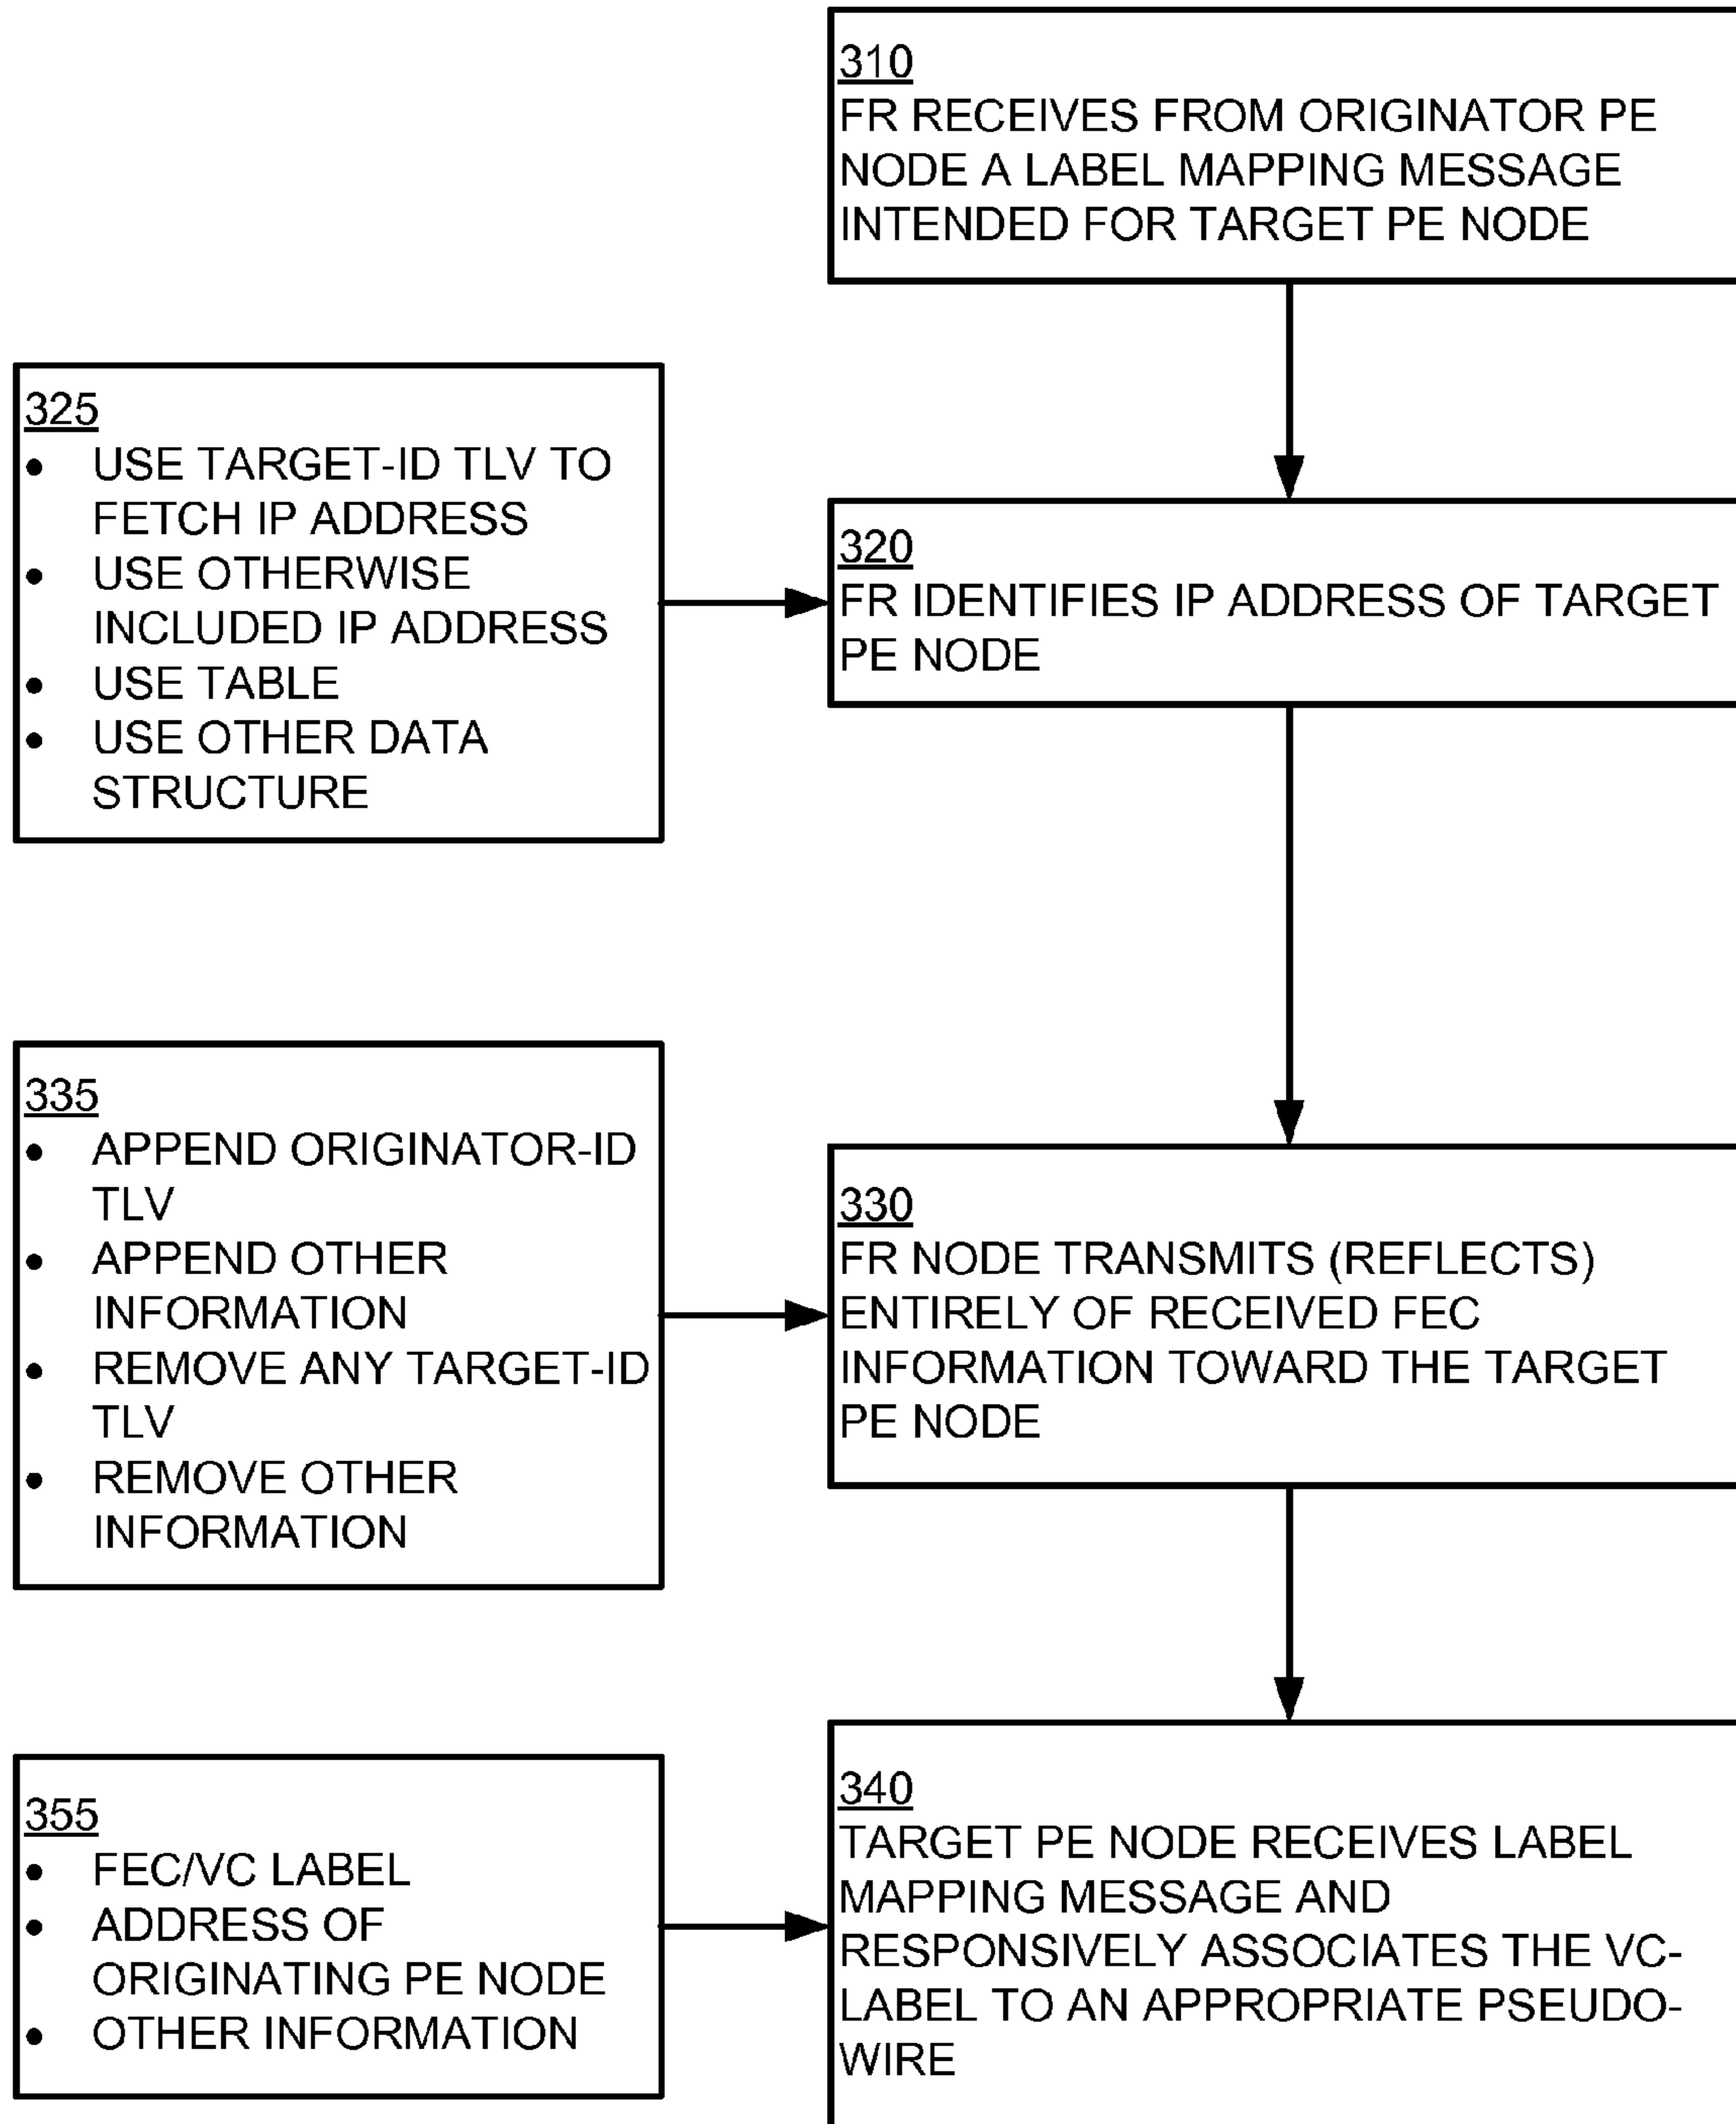 310
FR RECEIVES FROM ORIGINATOR PE
NODE A LABEL MAPPING MESSAGE
INTENDED FOR TARGET PE NODE
325
• USE TARGET-ID TLV TO
FETCH IP ADDRESS
• USE OTHERWISE
INCLUDED IP ADDRESS
• USE TABLE
• USE OTHER DATA
STRUCTURE
320
FR IDENTIFIES IP ADDRESS OF TARGET
PE NODE
335
• APPEND ORIGINATOR-ID
TLV
• APPEND OTHER
INFORMATION
• REMOVE ANY TARGET-ID
TLV
• REMOVE OTHER
INFORMATION
330
FR NODE TRANSMITS (REFLECTS)
ENTIRELY OF RECEIVED FEC
INFORMATION TOWARD THE TARGET
PE NODE
355
• FEC/VC LABEL
• ADDRESS OF
ORIGINATING PE NODE
• OTHER INFORMATION
340
TARGET PE NODE RECEIVES LABEL
MAPPING MESSAGE AND
RESPONSIVELY ASSOCIATES THE VC-
LABEL TO AN APPROPRIATE PSEUDO-
WIRE